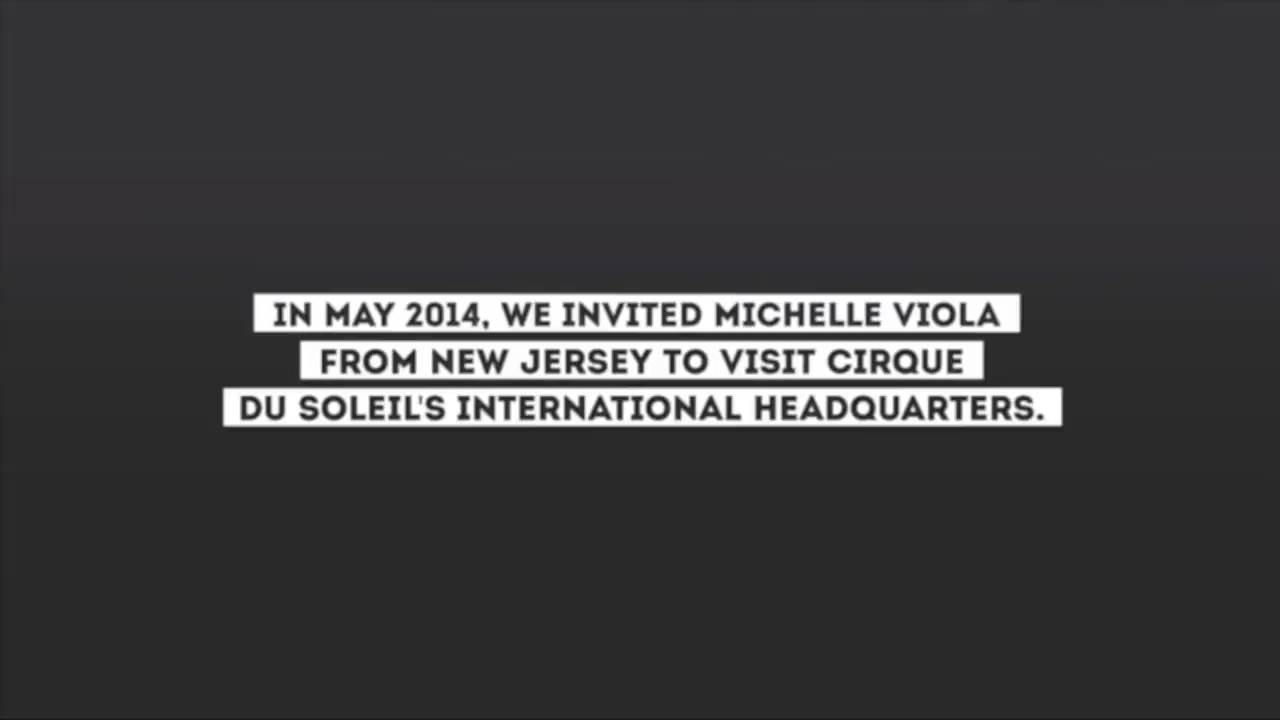 IN MAY 2014, WE INVITED MICHELLE VIOLA
FROM NEW JERSEY TO VISIT CIRQUE
DU SOLEIL'S INTERNATIONAL HEADQUARTERS.